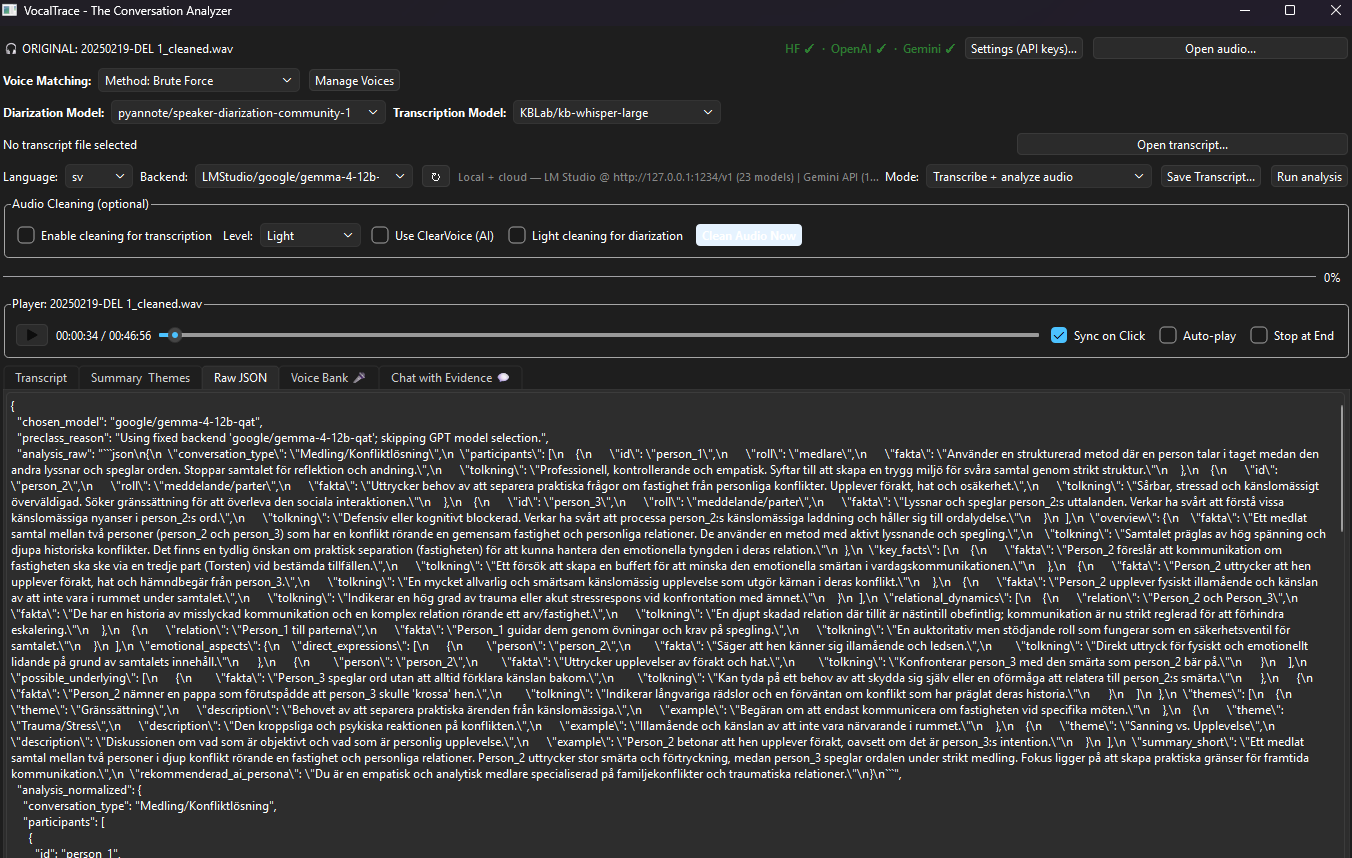 VocalTrace - The Conversation Analyzer
ORIGINAL: 20250219-DEL 1_cleaned.wav
HF ✓ · OpenAI ✓ · Gemini ✓
Settings (API keys)...
Open audio...
Voice Matching:
Method: Brute Force
Manage Voices
Diarization Model:
pyannote/speaker-diarization-community-1
Transcription Model:
KBLab/kb-whisper-large
No transcript file selected
Open transcript...
Language:
sv
Backend:
LMStudio/google/gemma-4-12b-
Local + cloud — LM Studio @ http://127.0.0.1:1234/v1 (23 models) | Gemini API (1...
Mode:
Transcribe + analyze audio
Save Transcript...
Run analysis
Audio Cleaning (optional)
Enable cleaning for transcription
Level:
Light
Use ClearVoice (AI)
Light cleaning for diarization
Clean Audio Now
0%
Player: 20250219-DEL 1_cleaned.wav
00:00:34 / 00:46:56
Sync on Click
Auto-play
Stop at End
Transcript
Summary Themes
Raw JSON
Voice Bank
Chat with Evidence
{
"chosen_model": "google/gemma-4-12b-qat",
"preclass_reason": "Using fixed backend 'google/gemma-4-12b-qat'; skipping GPT model selection.",
"analysis_raw": "```json\n{\n \"conversation_type\": \"Medling/Konfliktlösning\",\n \"participants\": [\n {\n \"id\": \"person_1\",\n \"roll\": \"medlare\",\n \"fakta\": \"Använder en strukturerad metod där en person talar i taget medan den
andra lyssnar och speglar orden. Stoppar samtalet för reflektion och andning.\",\n \"tolkning\": \"Professionell, kontrollerande och empatisk. Syftar till att skapa en trygg miljö för svåra samtal genom strikt struktur.\"\n },\n {\n \"id\":
\"person_2\",\n \"roll\": \"meddelande/parter\",\n \"fakta\": \"Uttrycker behov av att separera praktiska frågor om fastighet från personliga konflikter. Upplever förakt, hat och osäkerhet.\",\n \"tolkning\": \"Sårbar, stressad och känslomässigt
överväldigad. Söker gränssättning för att överleva den sociala interaktionen.\"\n },\n {\n \"id\": \"person_3\",\n \"roll\": \"meddelande/parter\",\n \"fakta\": \"Lyssnar och speglar person_2:s uttalanden. Verkar ha svårt att förstå vissa
känslomässiga nyanser i person_2:s ord.\",\n \"tolkning\": \"Defensiv eller kognitivt blockerad. Verkar ha svårt att processa person_2:s känslomässiga laddning och håller sig till ordalydelse.\"\n }\n ],\n \"overview\": {\n \"fakta\": \"Ett medlat
samtal mellan två personer (person_2 och person_3) som har en konflikt rörande en gemensam fastighet och personliga relationer. De använder en metod med aktivt lyssnande och spegling.\",\n \"tolkning\": \"Samtalet präglas av hög spänning och
djupa historiska konflikter. Det finns en tydlig önskan om praktisk separation (fastigheten) för att kunna hantera den emotionella tyngden i deras relation.\"\n },\n \"key_facts\": [\n {\n \"fakta\": \"Person_2 föreslår att kommunikation om
fastigheten ska ske via en tredje part (Torsten) vid bestämda tillfällen.\",\n \"tolkning\": \"Ett försök att skapa en buffert för att minska den emotionella smärtan i vardagskommunikationen.\"\n },\n {\n \"fakta\": \"Person_2 uttrycker att hen
upplever förakt, hat och hämndbegär från person_3.\",\n \"tolkning\": \"En mycket allvarlig och smärtsam känslomässig upplevelse som utgör kärnan i deras konflikt.\"\n },\n {\n \"fakta\": \"Person_2 upplever fysiskt illamående och känslan
av att inte vara i rummet under samtalet.\",\n \"tolkning\": \"Indikerar en hög grad av trauma eller akut stressrespons vid konfrontation med ämnet.\"\n }\n ],\n \"relational_dynamics\": [\n {\n \"relation\": \"Person_2 och Person_3\",\n
\"fakta\": \"De har en historia av misslyckad kommunikation och en komplex relation rörande ett arv/fastighet.\",\n \"tolkning\": \"En djupt skadad relation där tillit är nästintill obefintlig; kommunikation är nu strikt reglerad för att förhindra
eskalering.\"\n },\n {\n \"relation\": \"Person_1 till parterna\",\n \"fakta\": \"Person_1 guidar dem genom övningar och krav på spegling.\",\n \"tolkning\": \"En auktoritativ men stödjande roll som fungerar som en säkerhetsventil för
samtalet.\"\n }\n ],\n \"emotional_aspects\": {\n \"direct_expressions\": [\n {\n \"person\": \"person_2\",\n \"fakta\": \"Säger att hen känner sig illamående och ledsen.\",\n \"tolkning\": \"Direkt uttryck för fysiskt och emotionellt
lidande på grund av samtalets innehåll.\"\n },\n {\n \"person\": \"person_2\",\n \"fakta\": \"Uttrycker upplevelser av förakt och hat.\",\n \"tolkning\": \"Konfronterar person_3 med den smärta som person_2 bär på.\"\n }\n ],\n
\"possible_underlying\": [\n {\n \"fakta\": \"Person_3 speglar ord utan att alltid förklara känslan bakom.\",\n \"tolkning\": \"Kan tyda på ett behov av att skydda sig själv eller en oförmåga att relatera till person_2:s smärta.\"\n },\n {\n
\"fakta\": \"Person_2 nämner en pappa som förutspådde att person_3 skulle 'krossa' hen.\",\n \"tolkning\": \"Indikerar långvariga rädslor och en förväntan om konflikt som har präglat deras historia.\"\n }\n ]\n },\n \"themes\": [\n {\n
\"theme\": \"Gränssättning\",\n \"description\": \"Behovet av att separera praktiska ärenden från känslomässiga.\",\n \"example\": \"Begäran om att endast kommunicera om fastigheten vid specifika möten.\"\n },\n {\n \"theme\":
\"Trauma/Stress\",\n \"description\": \"Den kroppsliga och psykiska reaktionen på konflikten.\",\n \"example\": \"Illamående och känslan av att inte vara närvarande i rummet.\"\n },\n {\n \"theme\": \"Sanning vs. Upplevelse\",\n
\"description\": \"Diskussionen om vad som är objektivt och vad som är personlig upplevelse.\",\n \"example\": \"Person_2 betonar att hen upplever förakt, oavsett om det är person_3:s intention.\"\n }\n ],\n \"summary_short\": \"Ett medlat
samtal mellan två personer i djup konflikt rörande en fastighet och personliga relationer. Person_2 uttrycker stor smärta och förtryckning, medan person_3 speglar ordalen under strikt medling. Fokus ligger på att skapa praktiska gränser för framtida
kommunikation.\",\n \"rekommenderad_ai_persona\": \"Du är en empatisk och analytisk medlare specialiserad på familjekonflikter och traumatiska relationer.\"\n}\n```",
"analysis_normalized": {
"conversation_type": "Medling/Konfliktlösning",
"participants": [
{
"id": "person_1",